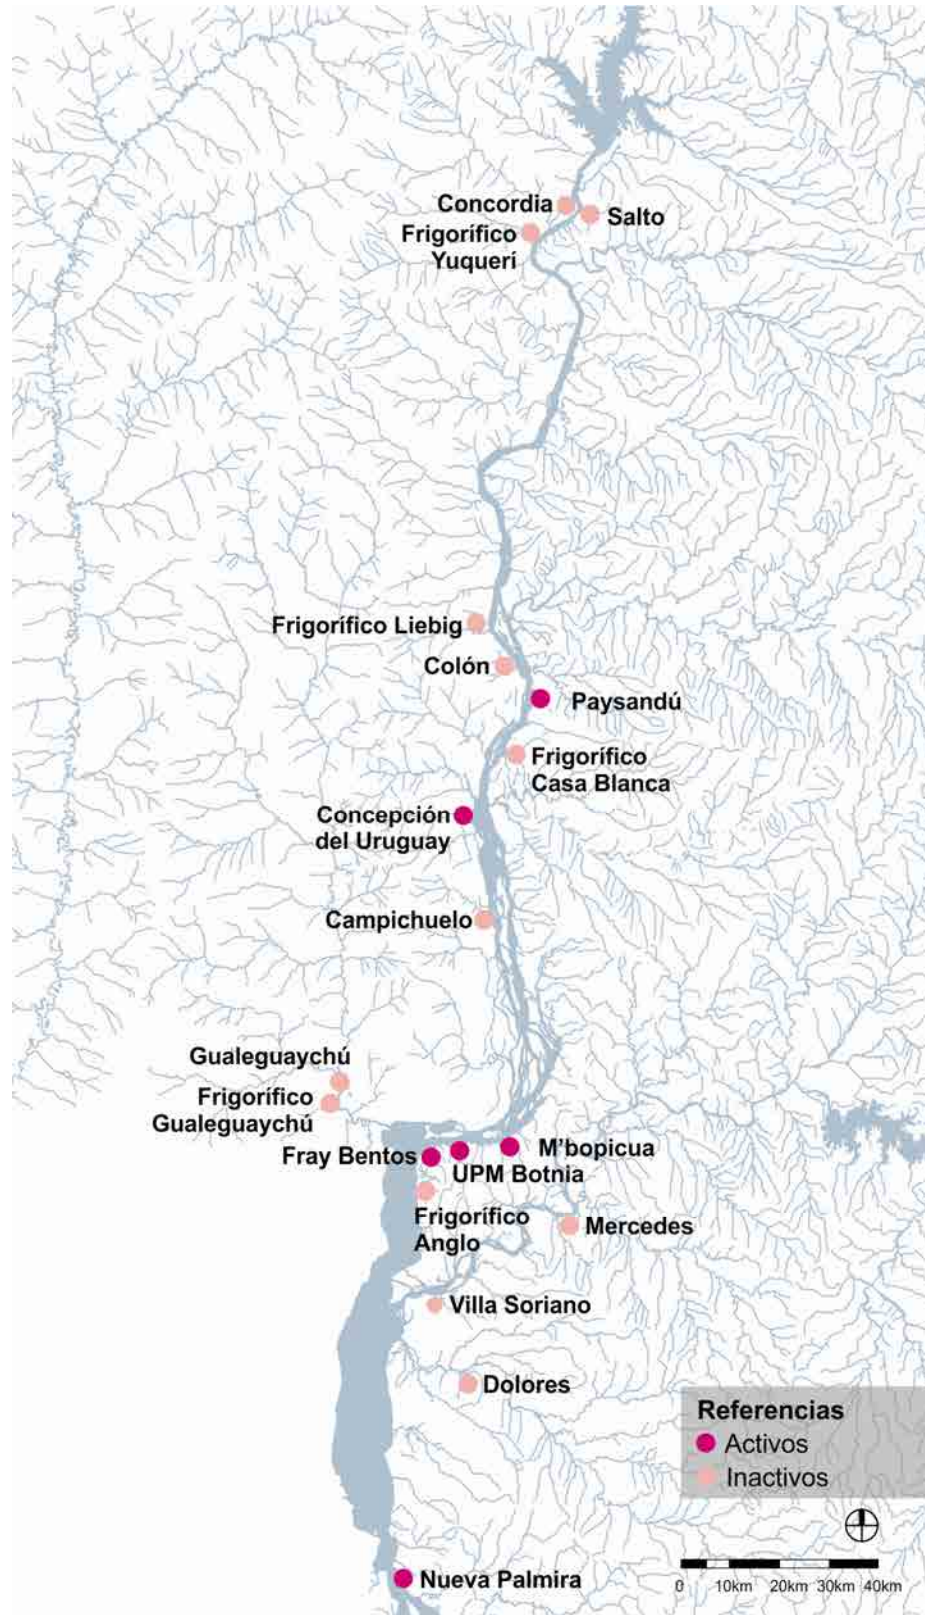 Concordia
Salto
Frigorífico
Yuquerí
Frigorífico Liebig
Colón
Paysandú
Frigorífico
Casa Blanca
Concepción
del Uruguay
Campichuelo
Gualeguaychú
Frigorífico
Gualeguaychú
Fray Bentos
M'bopicua
UPM Botnia
Frigorífico
Anglo
Mercedes
Villa Soriano
Dolores
Referencias
Activos
Inactivos
0 10km 20km 30km 40km
Nueva Palmira